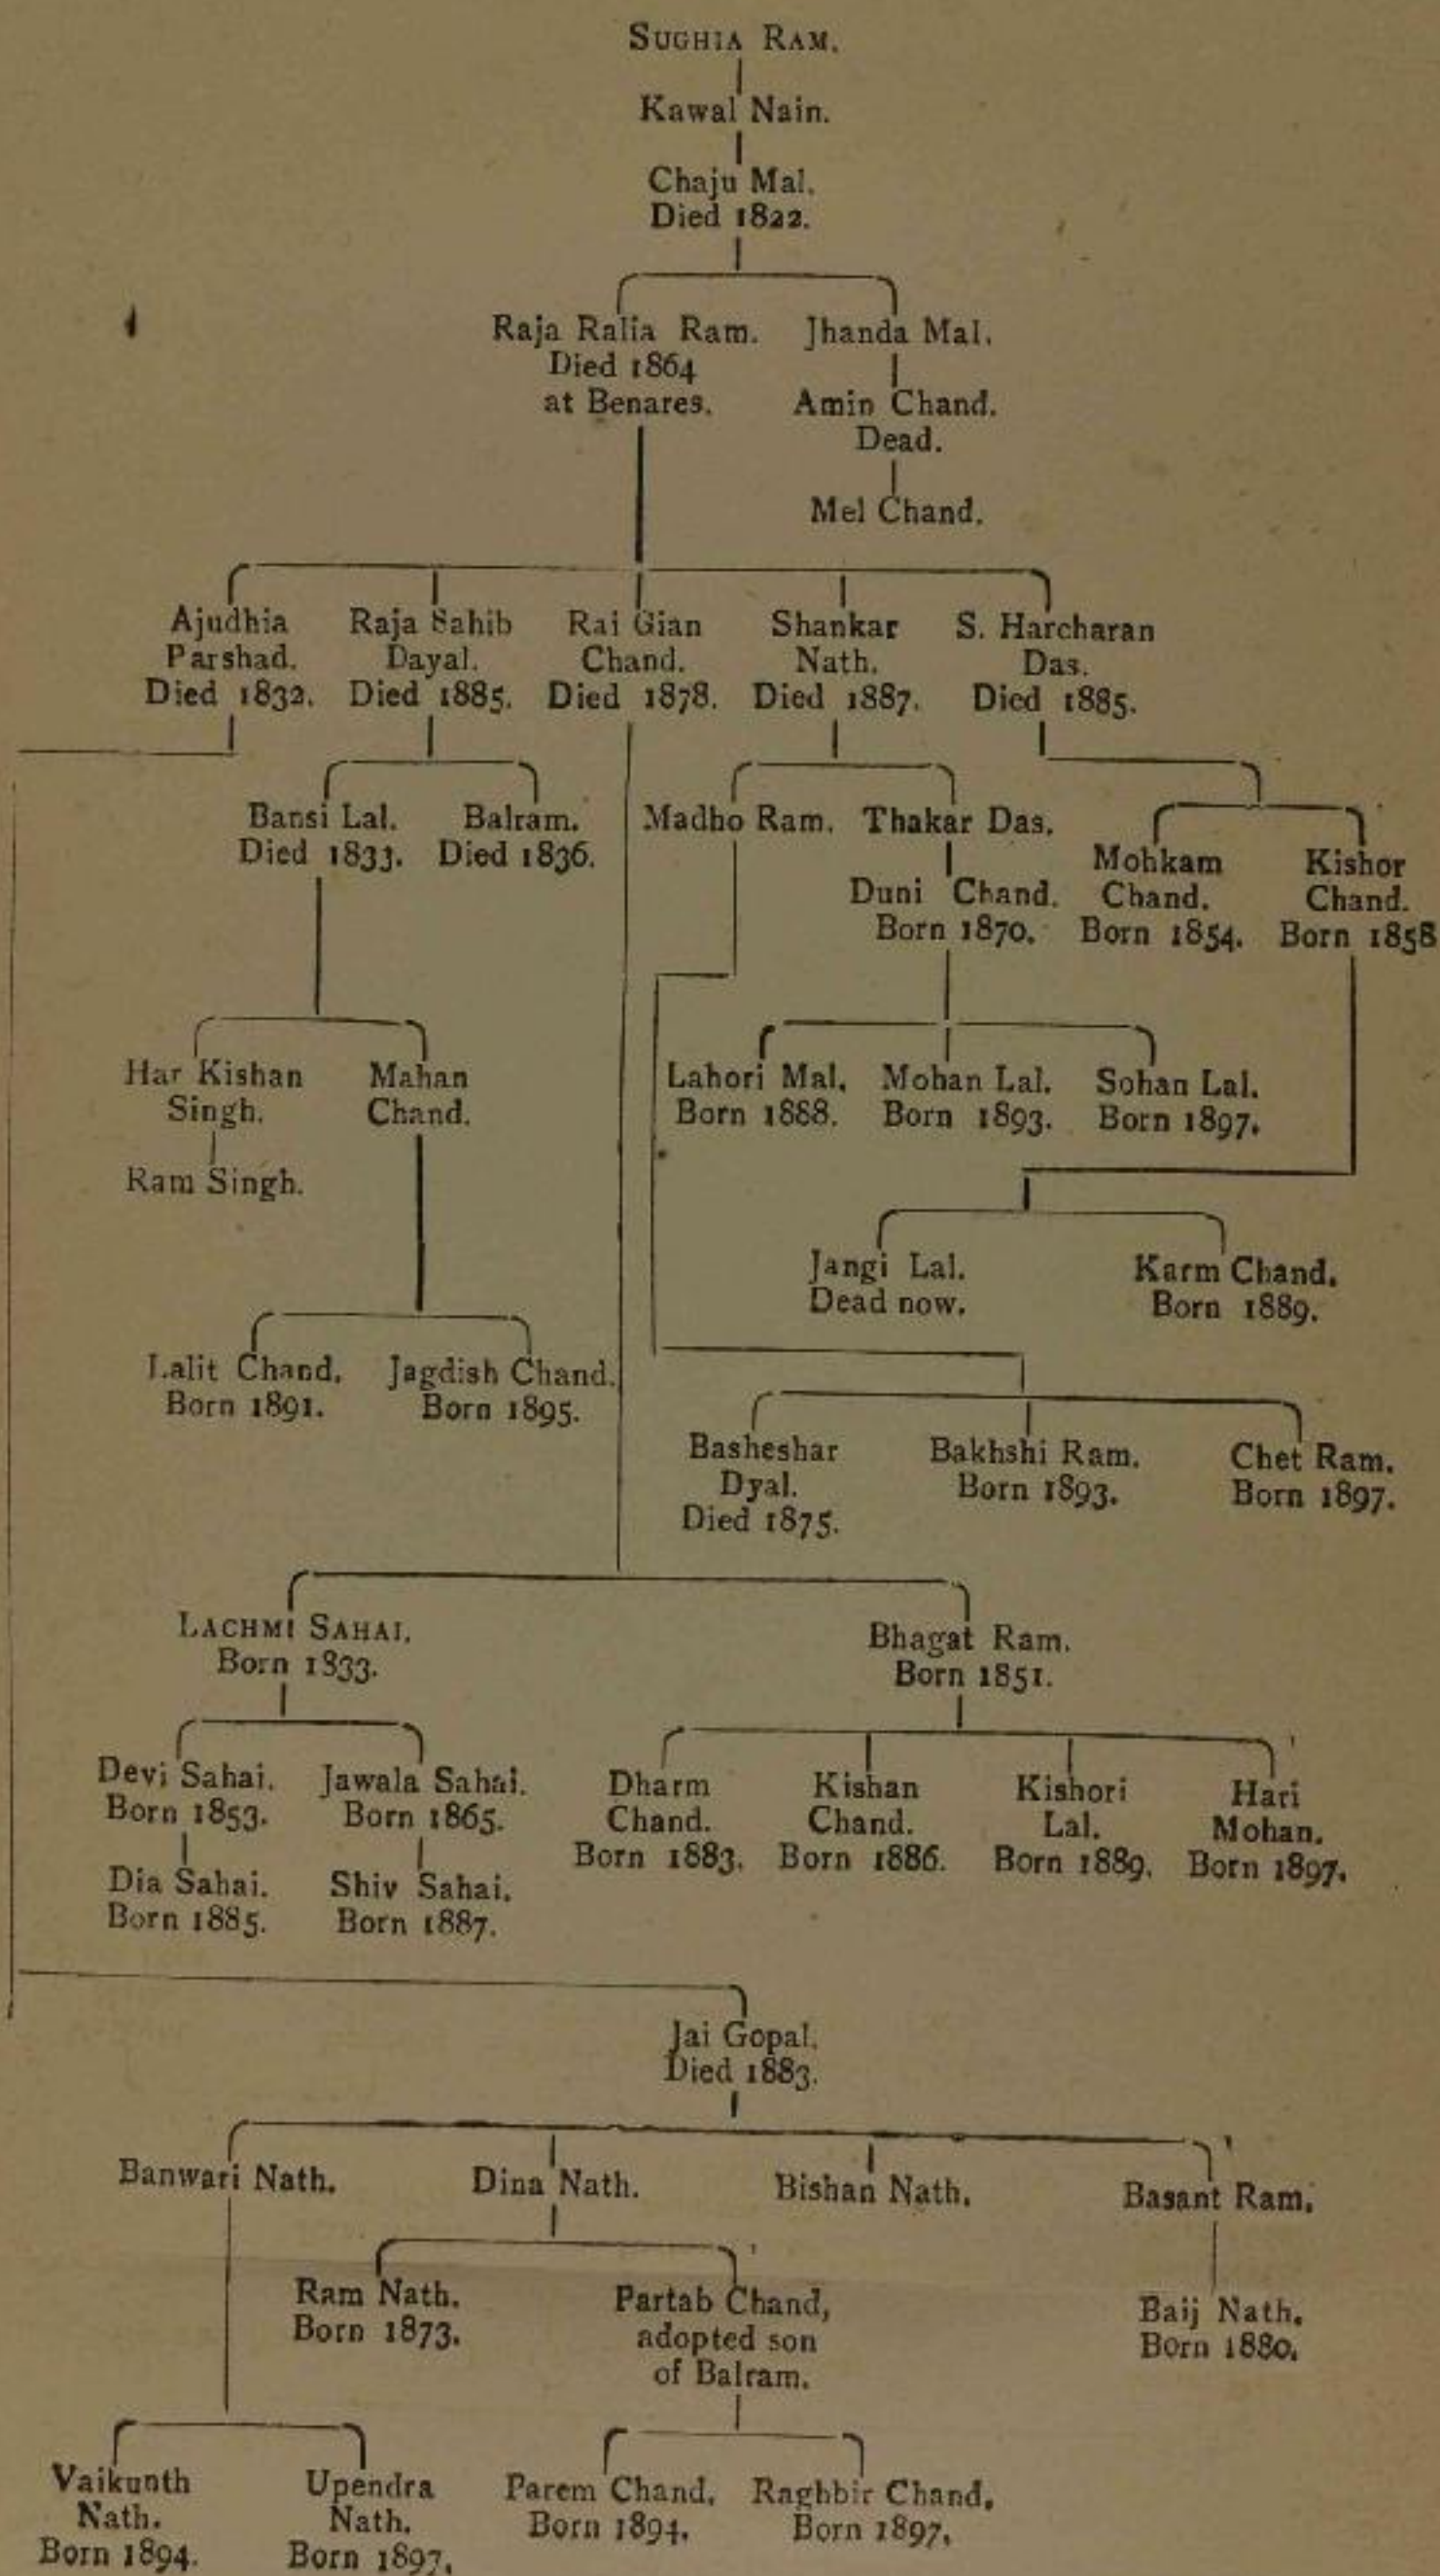 SUGHIA RAM.
Kawal Nain.
Chaju Mal.
Died 1822.
Raja Ralia Ram. Jhanda Mal.
Died 1864
at Benares.
Amin Chand.
Dead.
Mel Chand.
Ajudhia
Parshad.
Died 1832.
Raja Sahib
Dayal.
Died 1885.
Rai Gian
Chand.
Died 1878.
Shankar
Nath.
Died 1887.
S. Harcharan
Das.
Died 1885.
Bansi Lal.
Died 1833.
Balram.
Died 1836.
Madho Ram.
Thakar Das.
Duni Chand.
Born 1870.
Mohkam
Chand.
Born 1854.
Kishor
Chand.
Born 1858
Har Kishan
Singh.
Ram Singh.
Mahan
Chand.
Lahori Mal.
Born 1888.
Mohan Lal.
Born 1893.
Sohan Lal.
Born 1897.
Jangi Lal.
Dead now.
Karm Chand.
Born 1889.
Lalit Chand.
Born 1891.
Jagdish Chand.
Born 1895.
Basheshar
Dyal.
Died 1875.
Bakhshi Ram.
Born 1893.
Chet Ram.
Born 1897.
LACHMI SAHAI.
Born 1833.
Bhagat Ram.
Born 1851.
Devi Sahai.
Born 1853.
Dia Sahai.
Born 1885.
Jawala Sahai.
Born 1865.
Shiv Sahai.
Born 1887.
Dharm
Chand.
Born 1883.
Kishan
Chand.
Born 1886.
Kishori
Lal.
Born 1889.
Hari
Mohan.
Born 1897.
Jai Gopal.
Died 1883.
Banwari Nath.
Dina Nath.
Bishan Nath.
Basant Ram.
Ram Nath.
Born 1873.
Partab Chand,
adopted son
of Balram.
Baij Nath.
Born 1880.
Vaikunth
Nath.
Born 1894.
Upendra
Nath.
Born 1897.
Parem Chand.
Born 1894.
Raghbir Chand.
Born 1897.